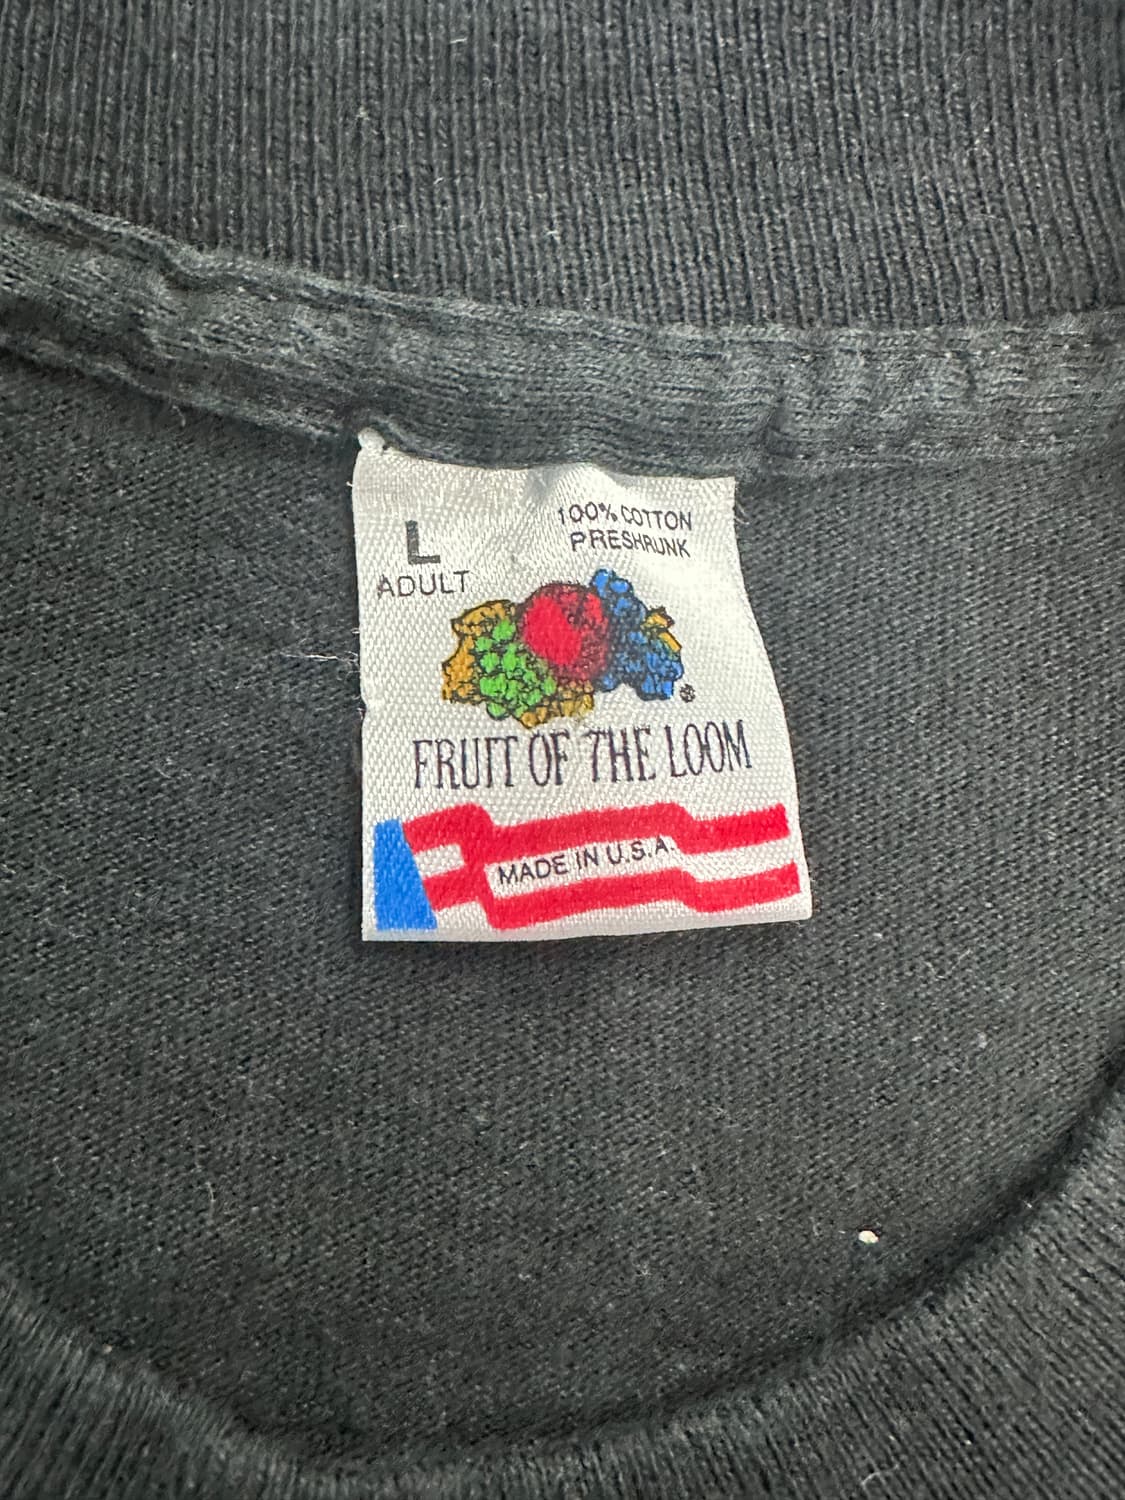 L
ADULT
100% COTTON
PRESHRUNK
®
FRUIT OF THE LOOM
MADE IN U.S.A.